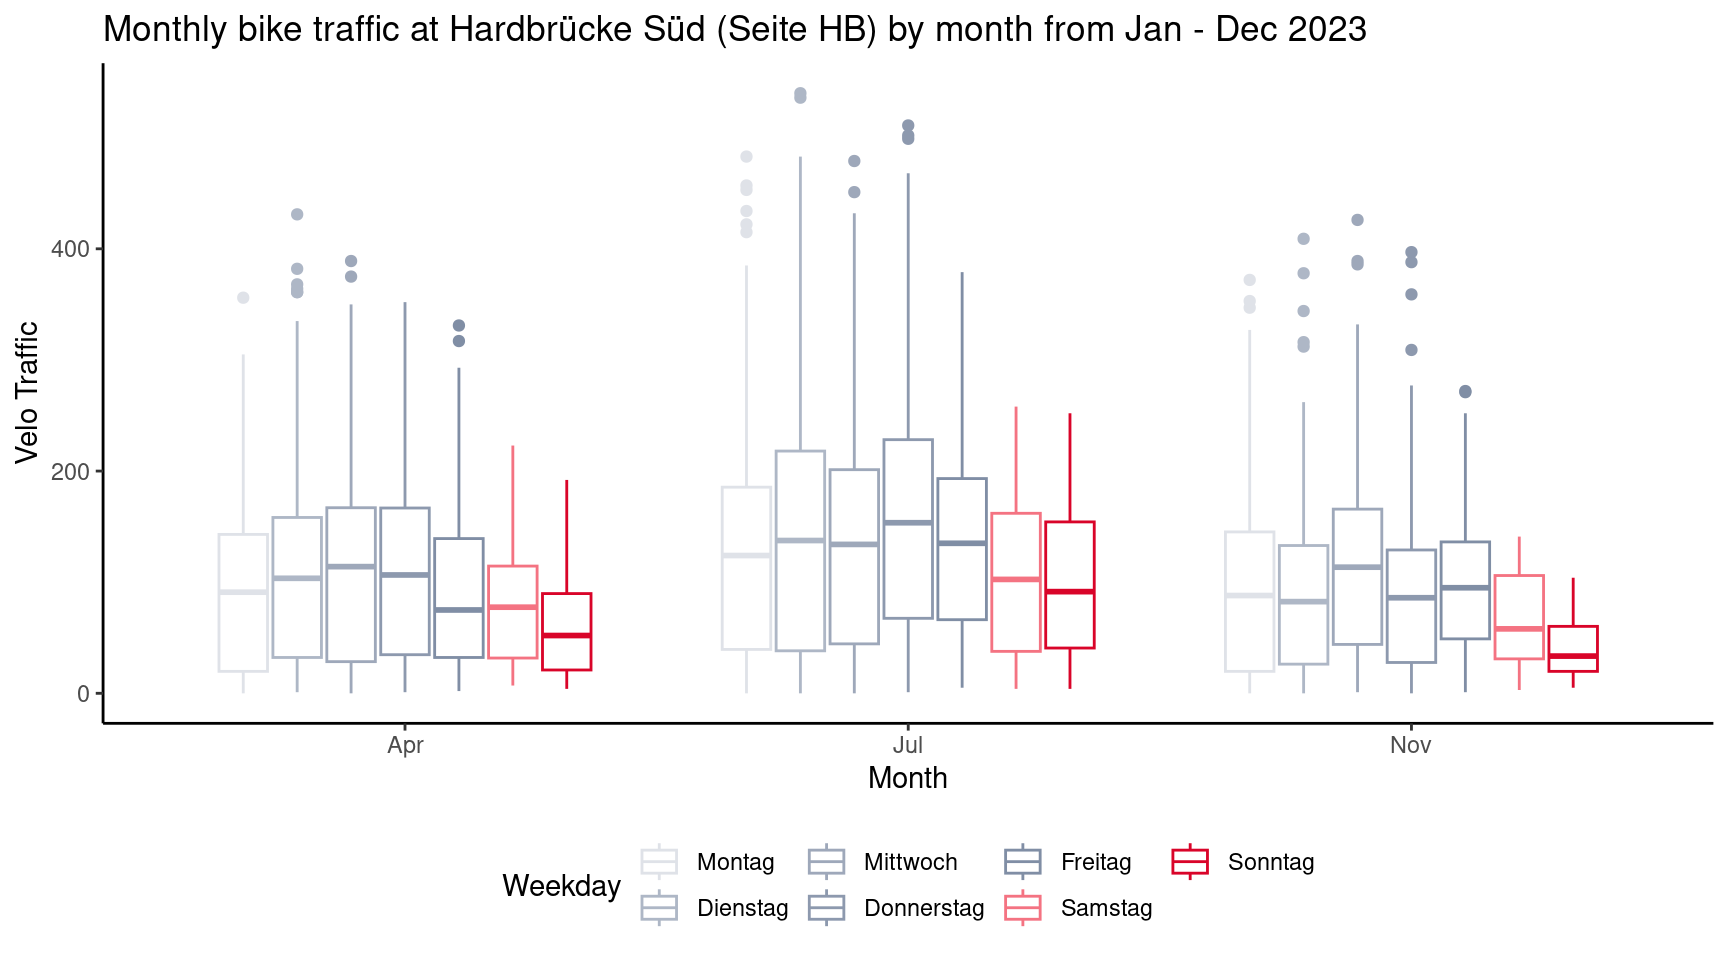 Monthly bike traffic at Hardbrücke Süd (Seite HB) by month from Jan - Dec 2023
Velo Traffic
400
200
0
Apr Jul Nov
Month
Weekday
Montag Mittwoch Freitag Sonntag
Dienstag Donnerstag Samstag